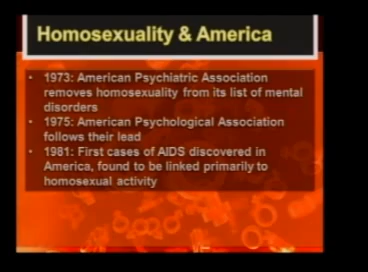 Homosexuality & America
• 1973: American Psychiatric Association
removes homosexuality from its list of mental
disorders
• 1975: American Psychological Association
follows their lead
• 1981: First cases of AIDS discovered in
America, found to be linked primarily to
homosexual activity